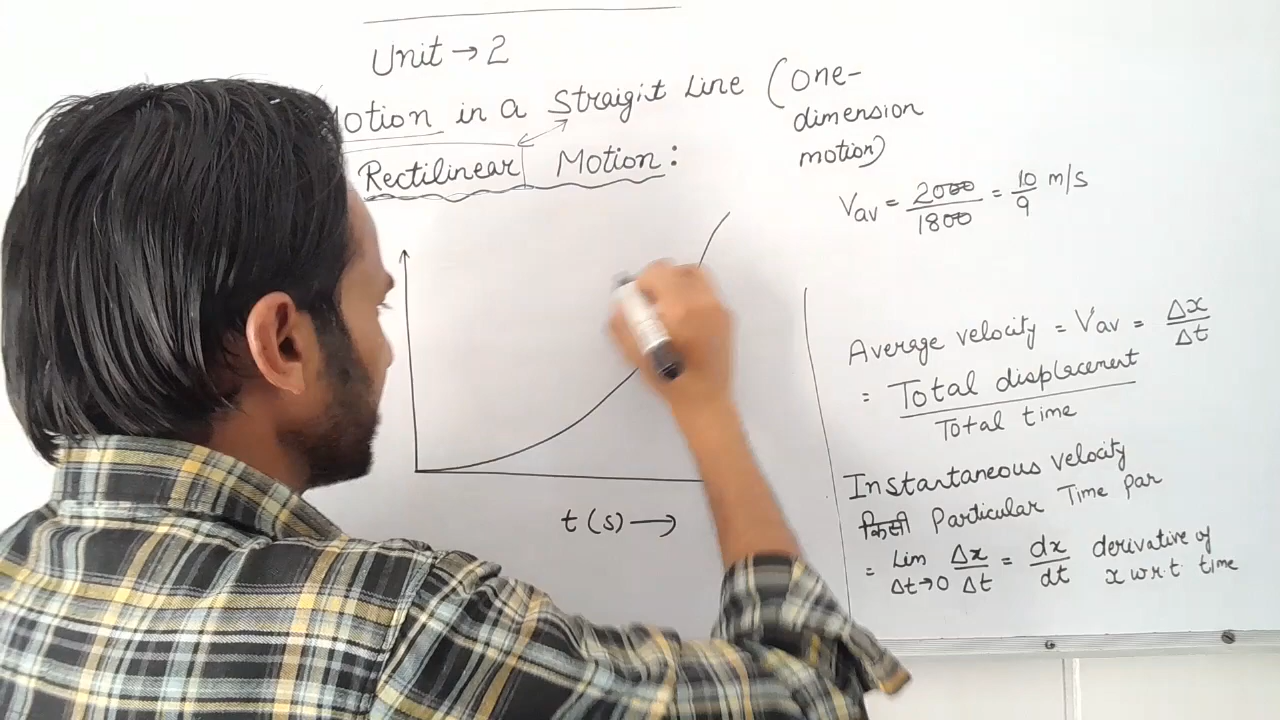 Unit → 2
Motion in a Straigit Line (One-
dimension
motion)
Rectilinear Motion:
Vav = 2000/1800 = 10/9 m/s
Average velocity = Vav = Δx/Δt
= Total displacement/Total time
Instantaneous velocity
किसी Particular Time par
= Lim Δt→0 Δx/Δt = dx/dt derivative of
x w.r.t time
t(s) →